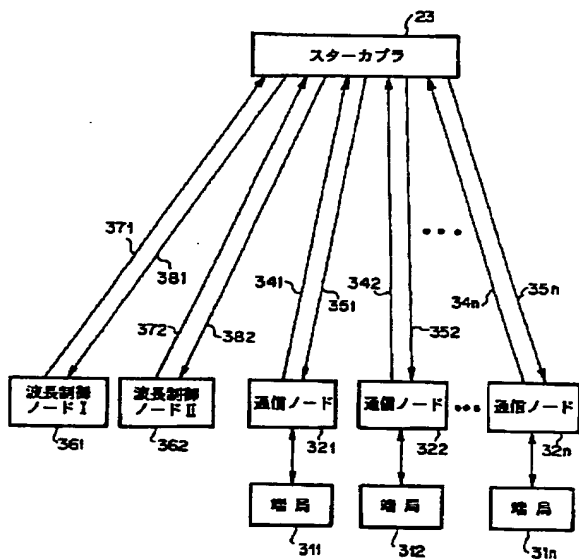 23
スターカプラ
371
381
372
382
341
351
342
352
34n
35n
波長制御
ノードI
361
波長制御
ノードII
362
通信ノード
321
通信ノード
322
通信ノード
32n
端局
311
端局
312
端局
31n